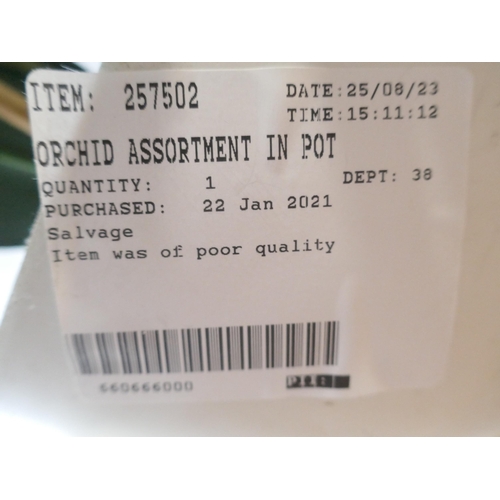 ITEM: 257502 DATE:25/08/23
TIME:15:11:12
ORCHID ASSORTMENT IN POT
QUANTITY: 1 DEPT: 38
PURCHASED: 22 Jan 2021
Salvage
Item was of poor quality
660666000